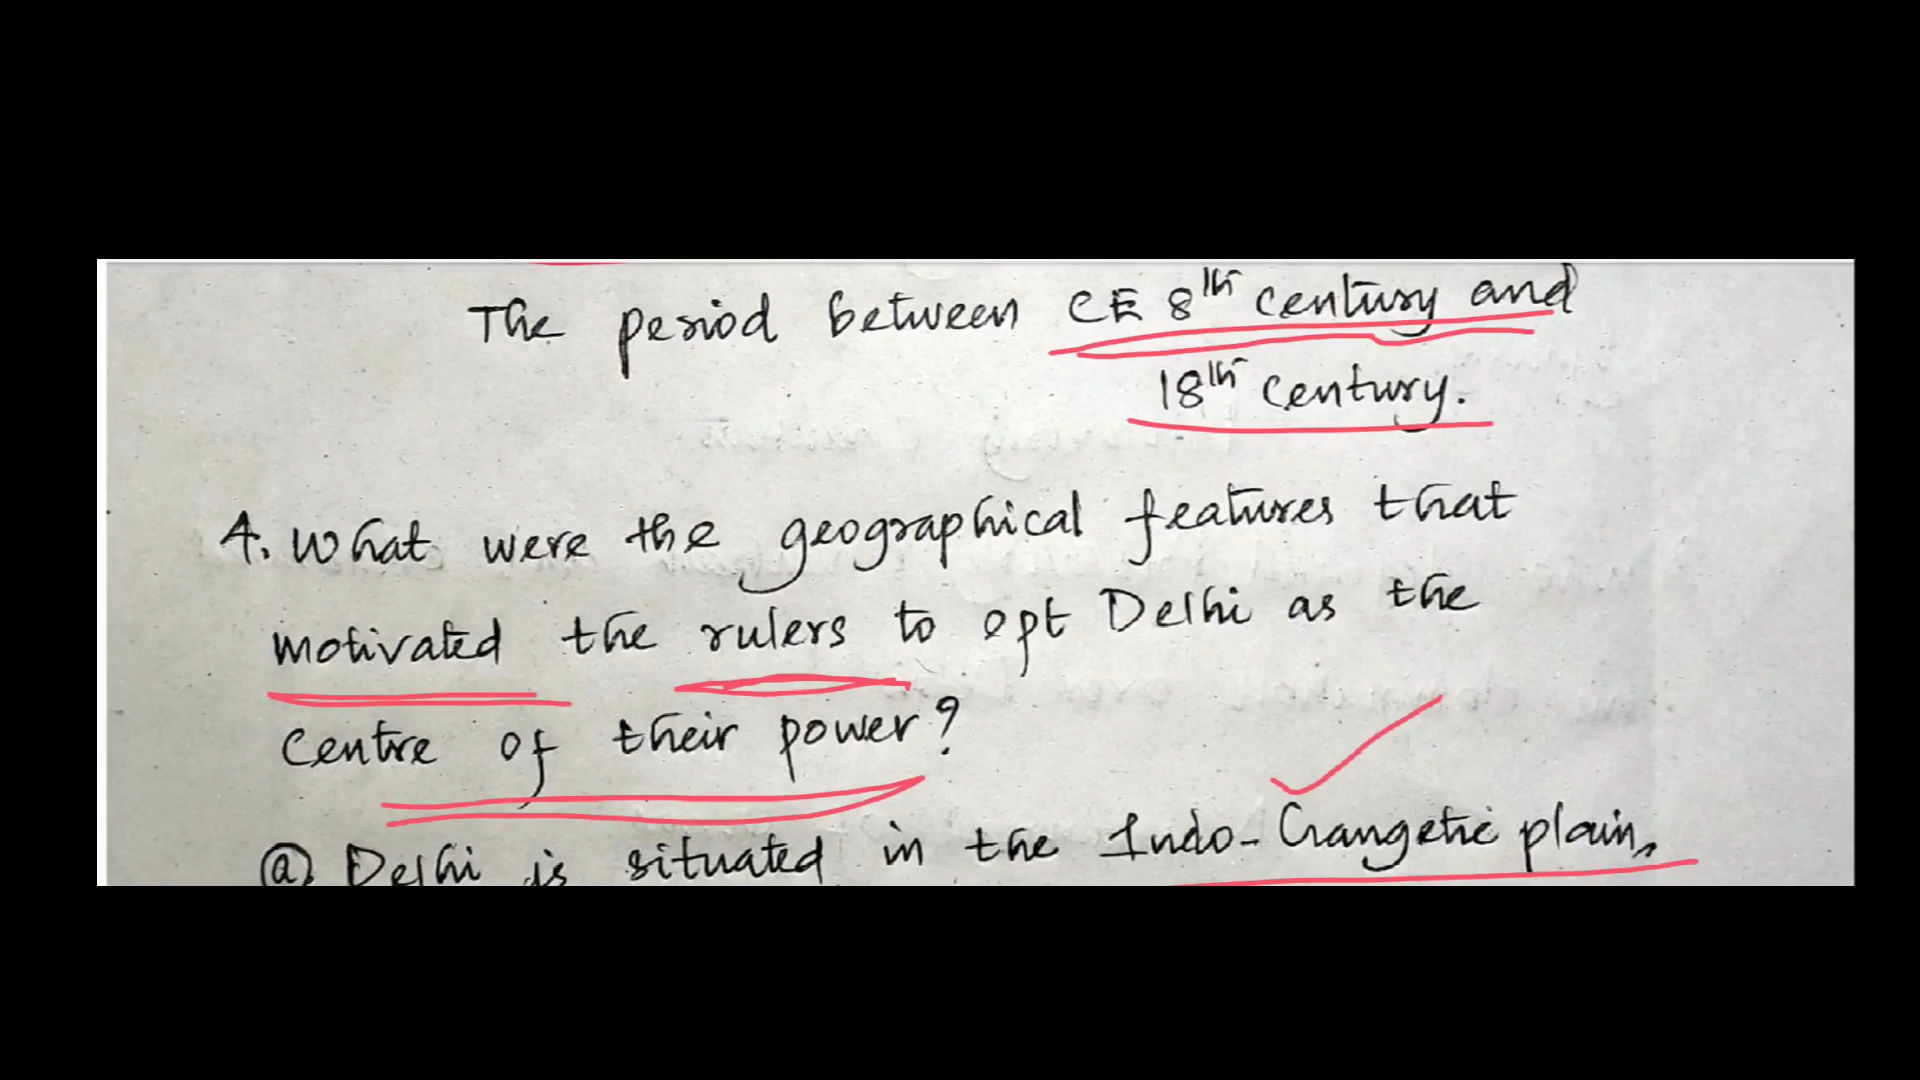 The period between CE 8th century and
18th century.
4. What were the geographical features that
motivated the rulers to opt Delhi as the
centre of their power?
(a) Delhi is situated in the Indo-Gangetic plain,